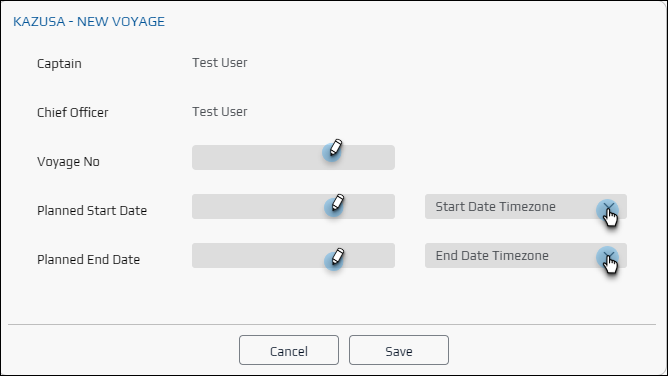 KAZUSA - NEW VOYAGE
Captain Test User
Chief Officer Test User
Voyage No
Planned Start Date Start Date Timezone
Planned End Date End Date Timezone
Cancel Save